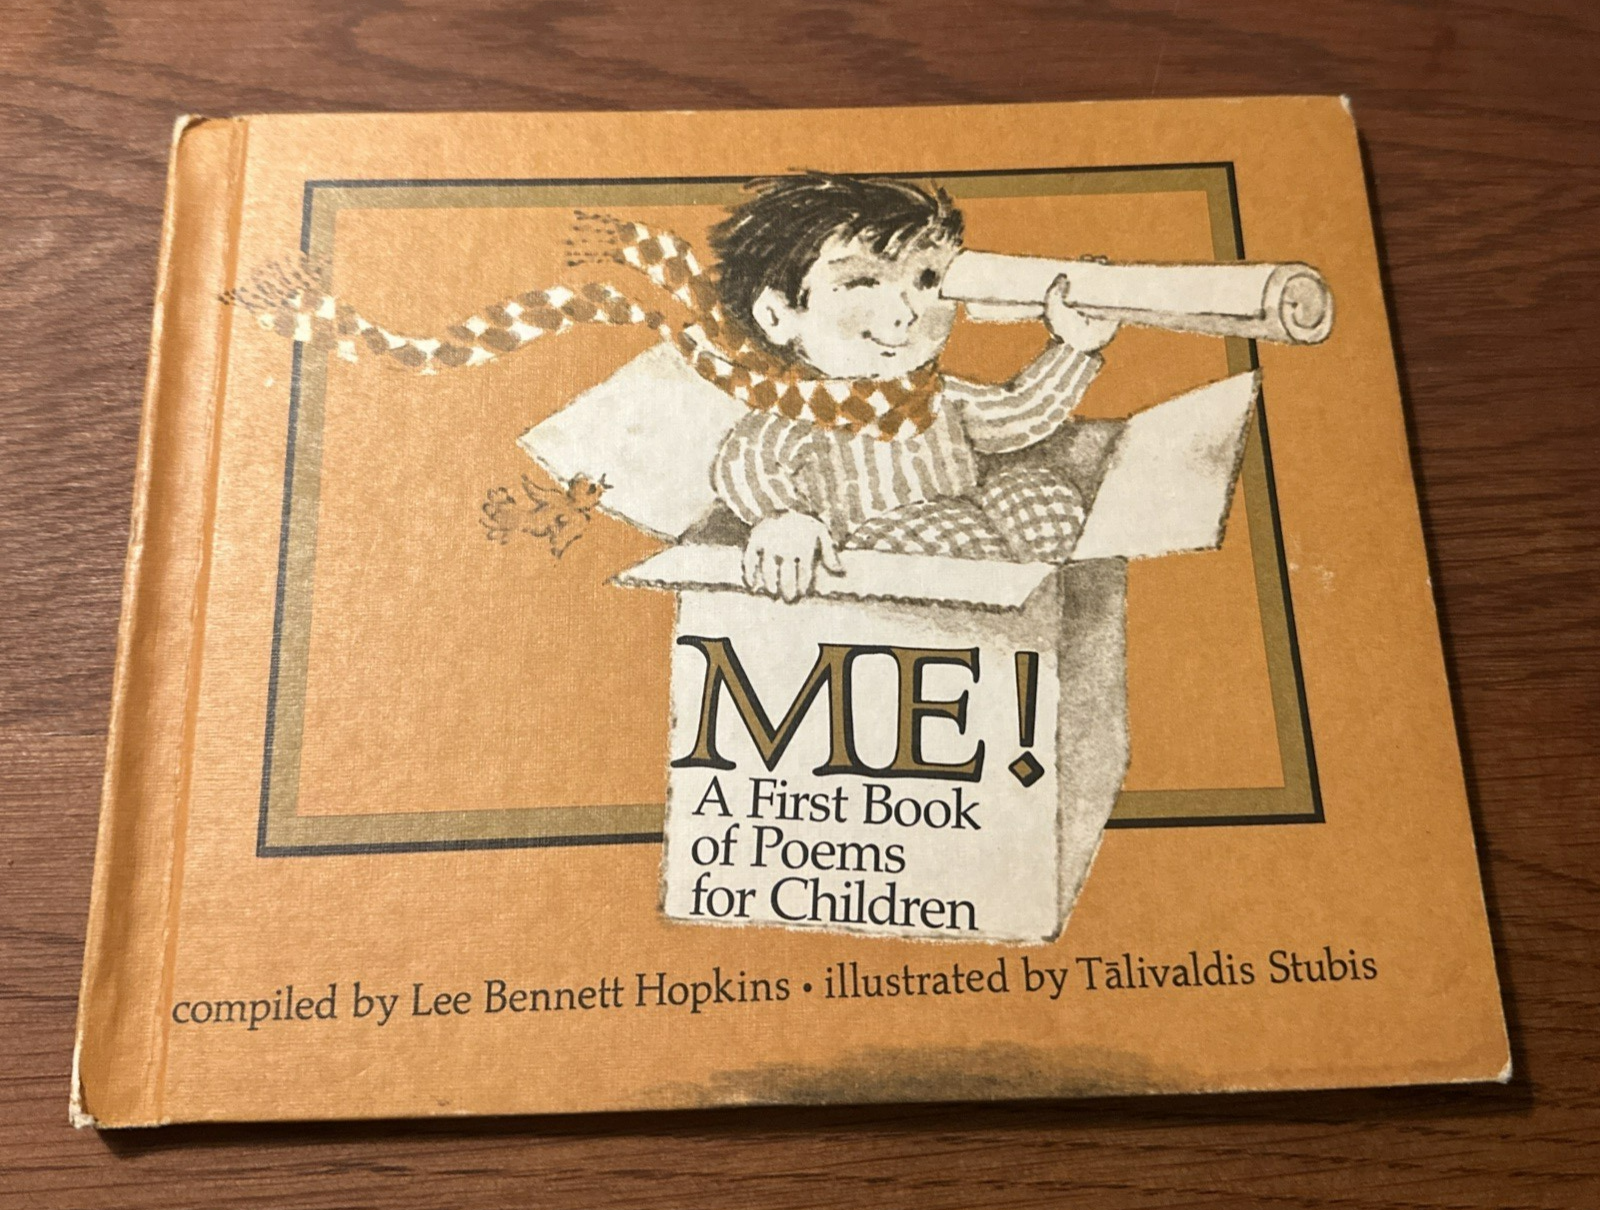 ME!
A First Book
of Poems
for Children
compiled by Lee Bennett Hopkins • illustrated by Tālivaldis Stubis